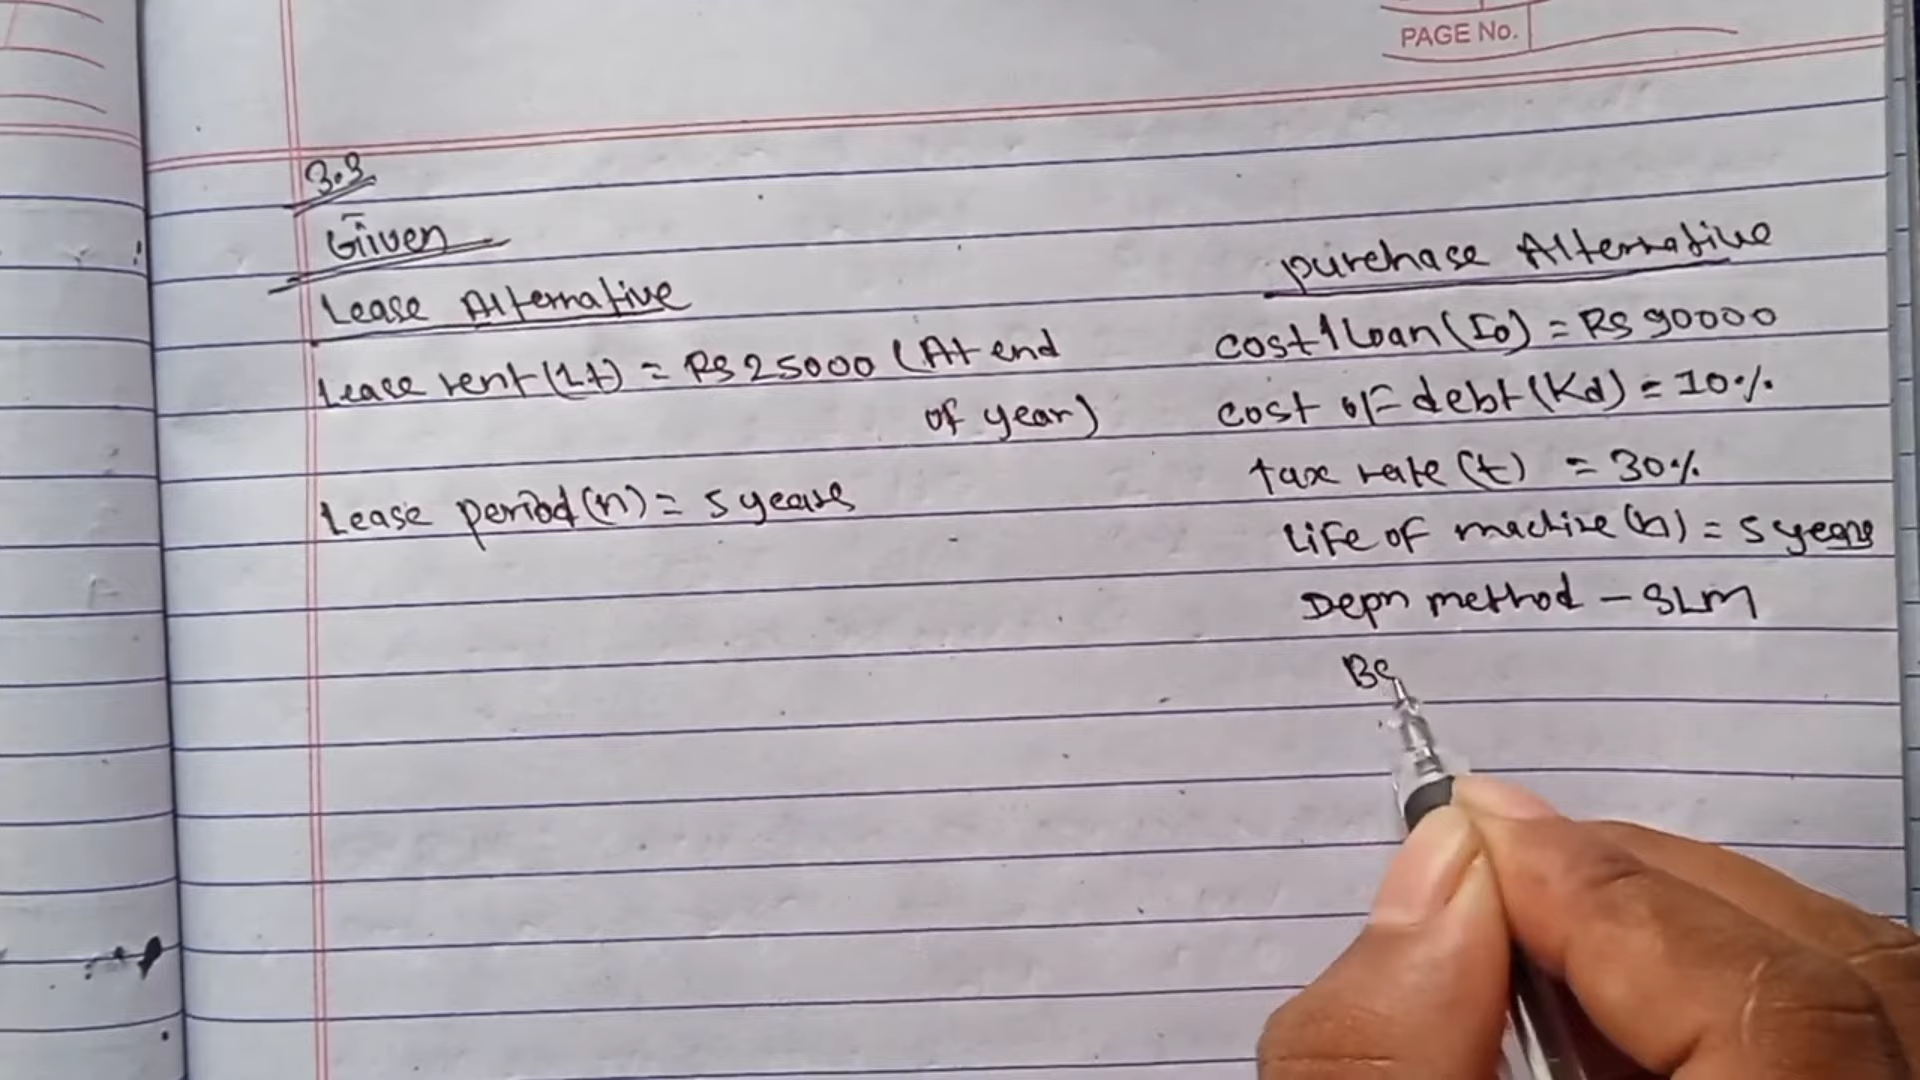 PAGE No.
3.3
Given
Lease Alternative
Lease rent (Lt) = RS 25000 (At end
of year)
Lease period (n) = 5 years
purchase Alternative
cost/Loan (I0) = RS 90000
cost of debt (Kd) = 10%
tax rate (t) = 30%
Life of machine (n) = 5 years
Depn method - SLM
BS